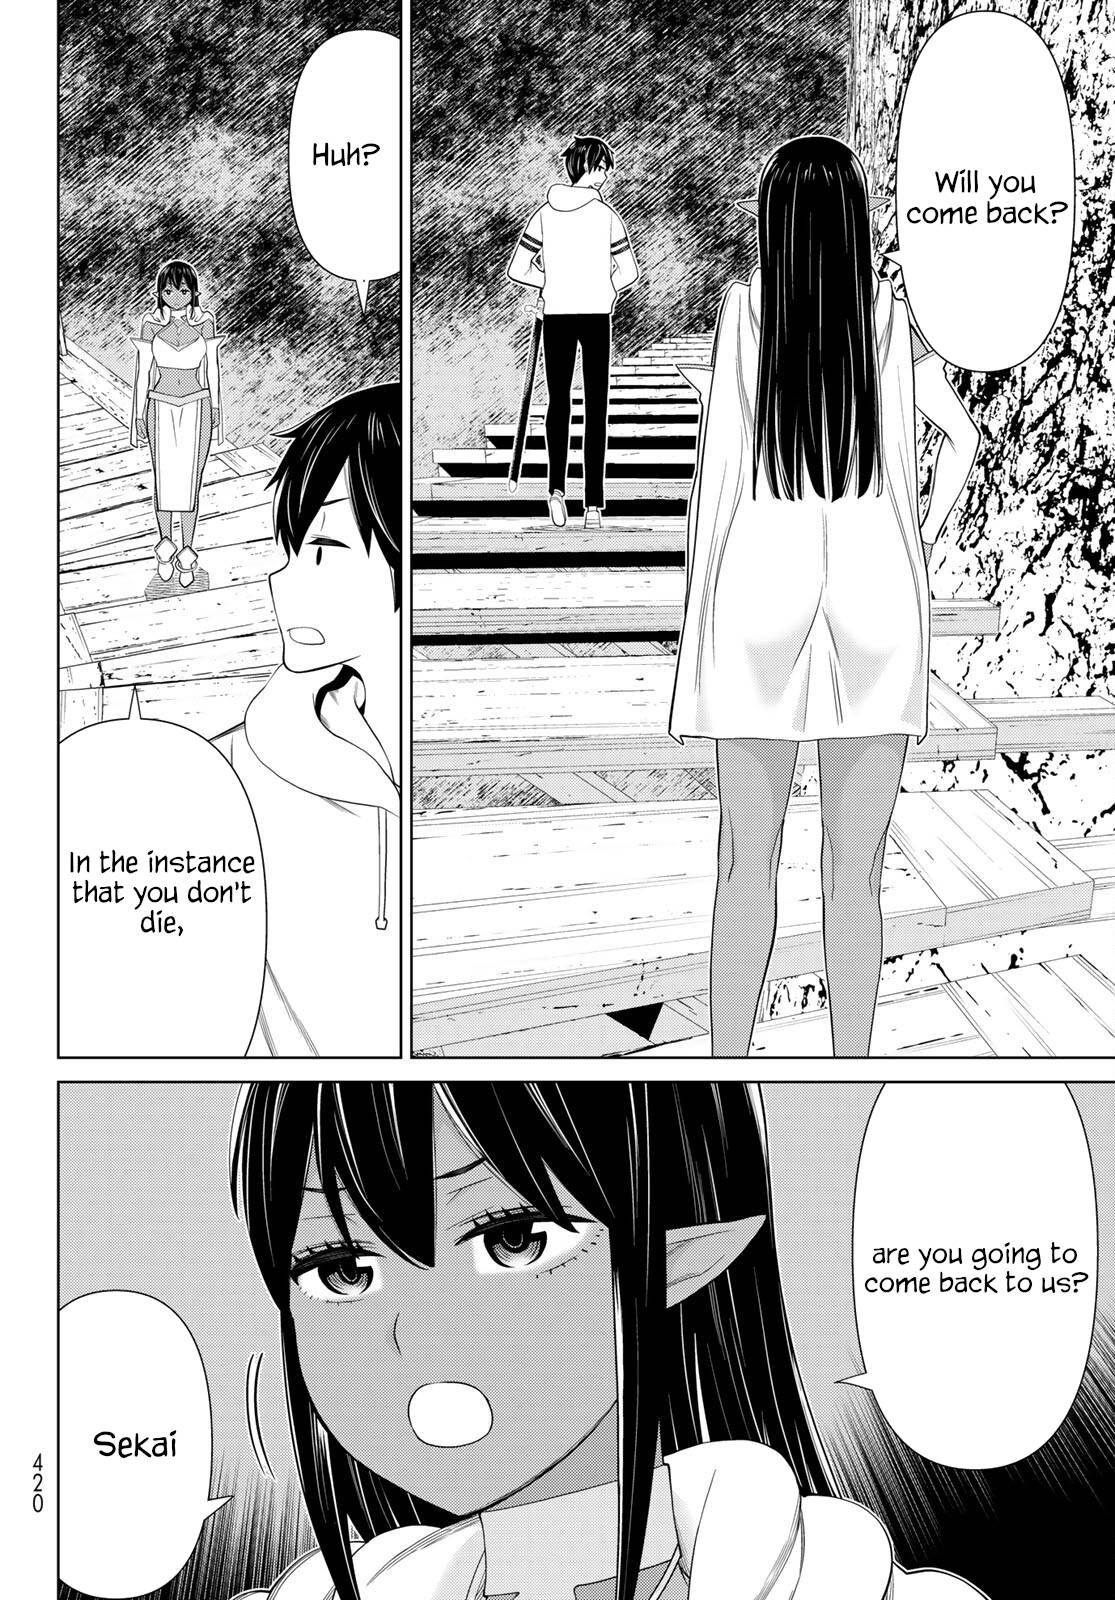 Will you
come back?
Huh?
In the instance
that you don't
die,
are you going to
come back to us?
Sekai
420